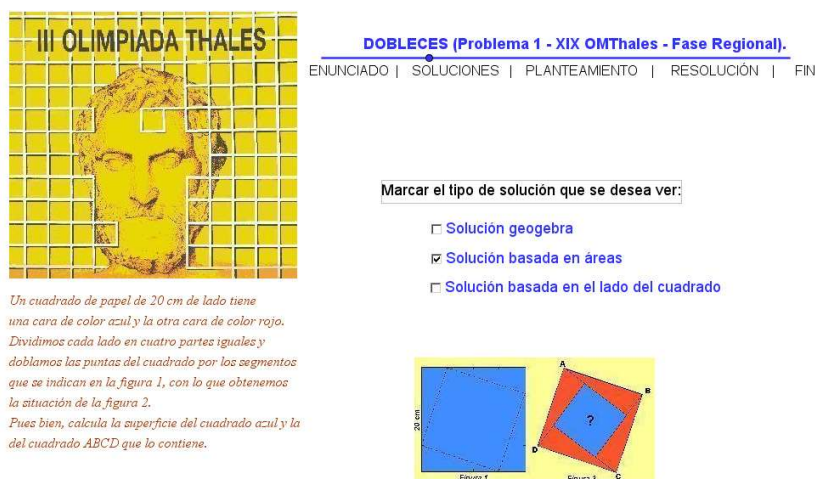 III OLIMPIADA THALES
DOBLECES (Problema 1 - XIX OMThales - Fase Regional).
ENUNCIADO | SOLUCIONES | PLANTEAMIENTO | RESOLUCIÓN | FIN
Marcar el tipo de solución que se desea ver:
Solución geogebra
Solución basada en áreas
Solución basada en el lado del cuadrado
Un cuadrado de papel de 20 cm de lado tiene
una cara de color azul y la otra cara de color rojo.
Dividimos cada lado en cuatro partes iguales y
doblamos las puntas del cuadrado por los segmentos
que se indican en la figura 1, con lo que obtenemos
la situación de la figura 2.
Pues bien, calcula la superficie del cuadrado azul y la
del cuadrado ABCD que lo contiene.
20 cm
A
B
?
D
C
Figura 1
Figura 2